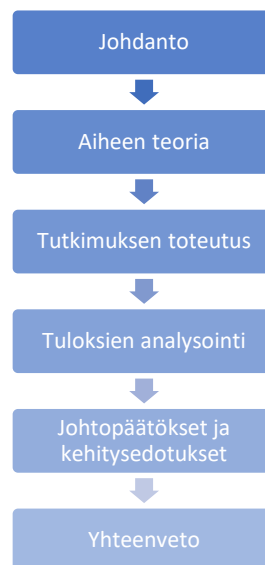 Johdanto
Aiheen teoria
Tutkimuksen toteutus
Tuloksien analysointi
Johtopäätökset ja
kehitysedotukset
Yhteenveto